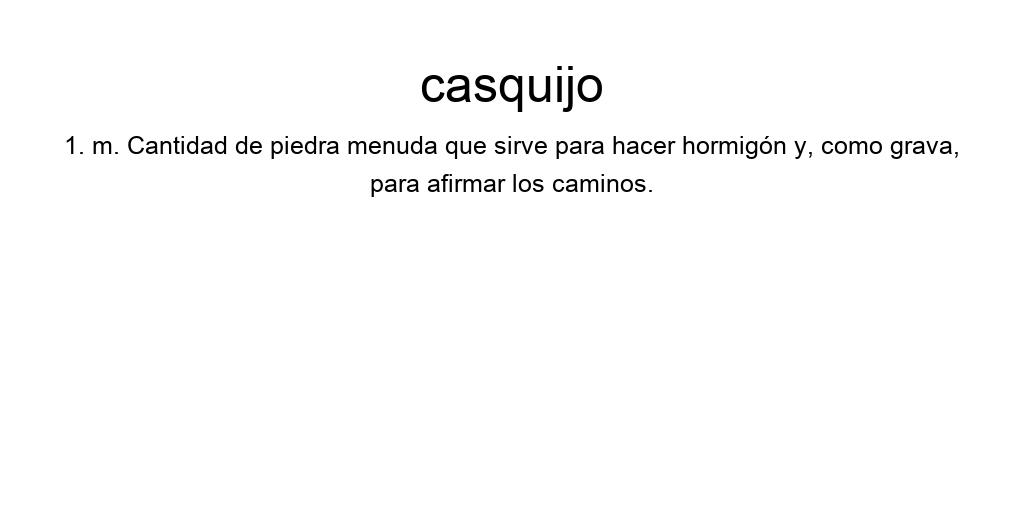 casquijo
1. m. Cantidad de piedra menuda que sirve para hacer hormigón y, como grava,
para afirmar los caminos.